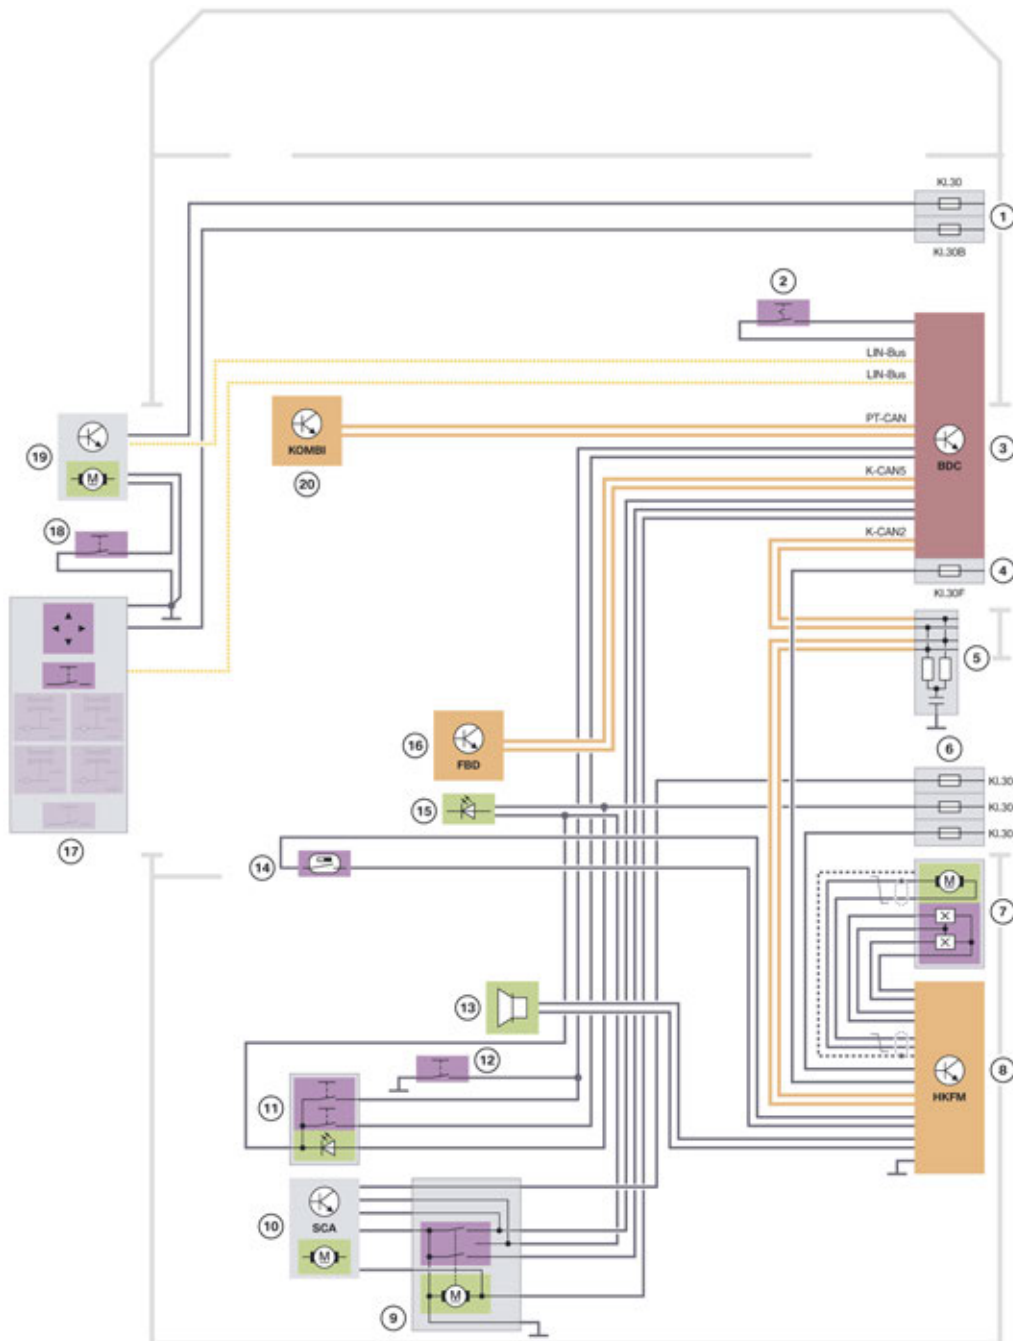 Kl.30
1
Kl.30B
2
LIN-Bus
LIN-Bus
PT-CAN
KOMBI
20
K-CAN5
BDC
3
19
M
18
K-CAN2
4
Kl.30F
5
16
FBD
6
Kl.30
Kl.30
Kl.30
15
17
14
M
7
13
12
11
HKFM
8
10
SCA
M
M
9